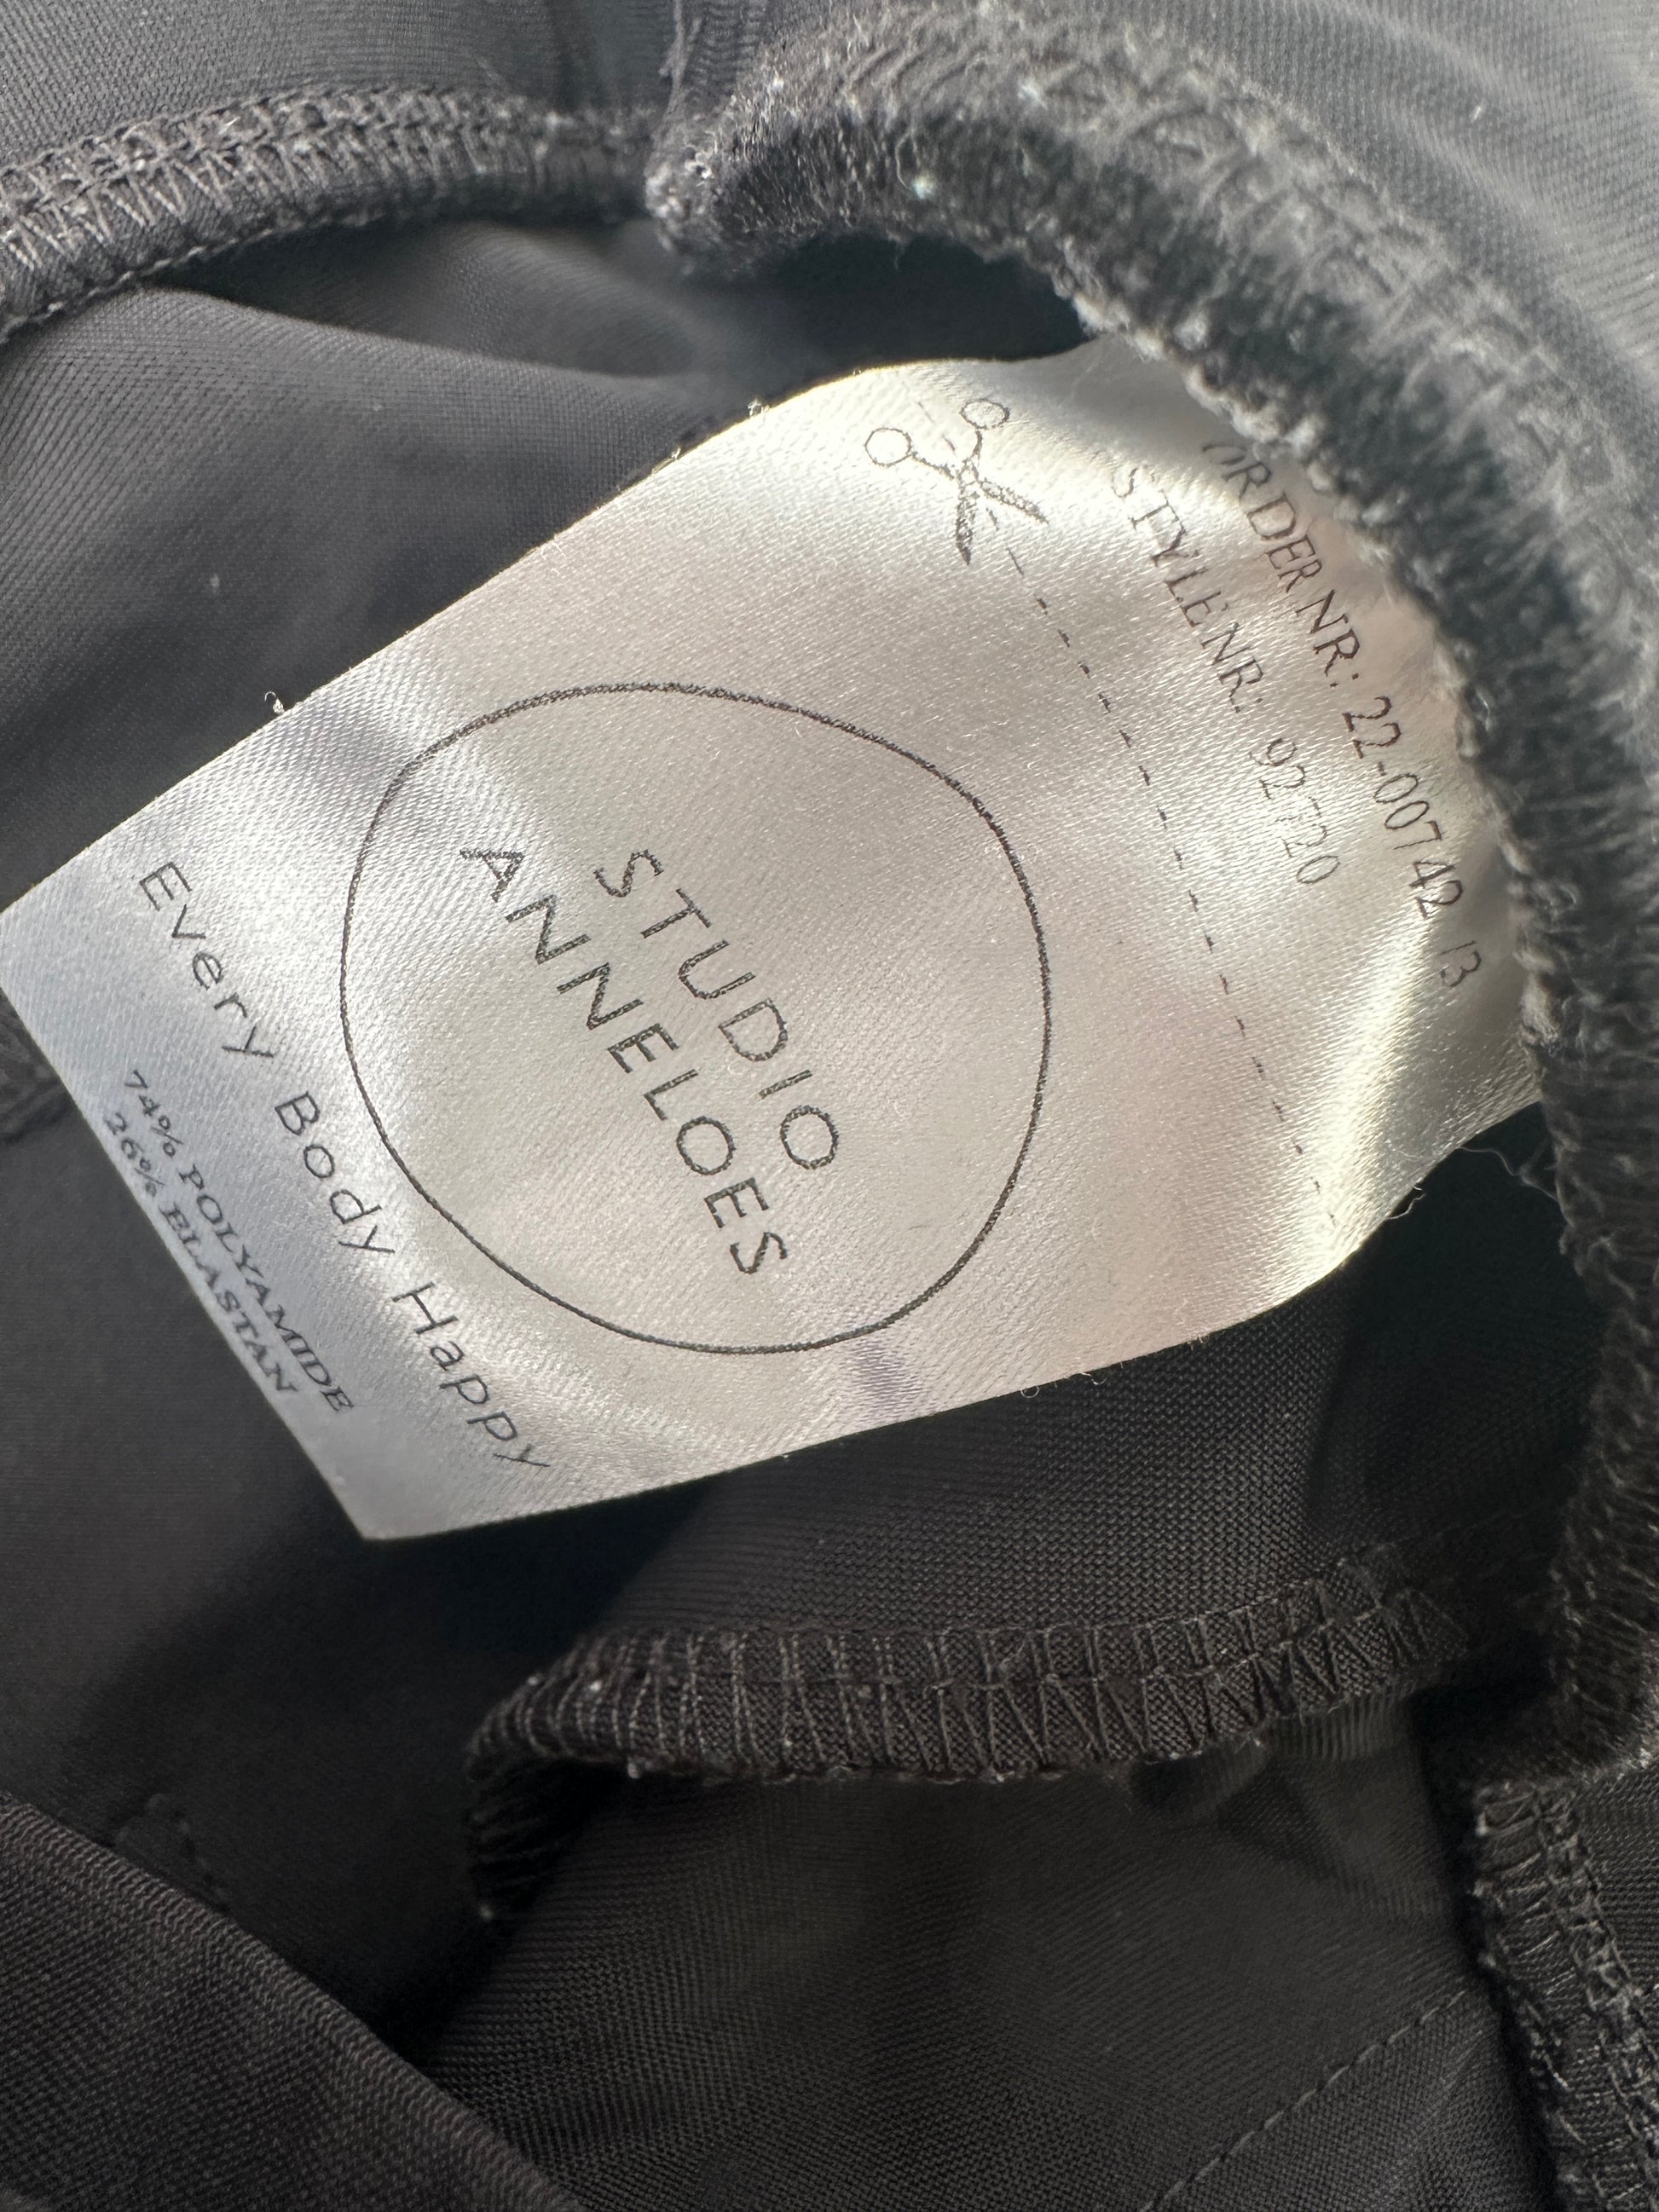 ORDER NR: 22-00742 13
STYLE NR: 92720
STUDIO
ANNELOES
Every Body Happy
74% POLYAMIDE
26% ELASTAN